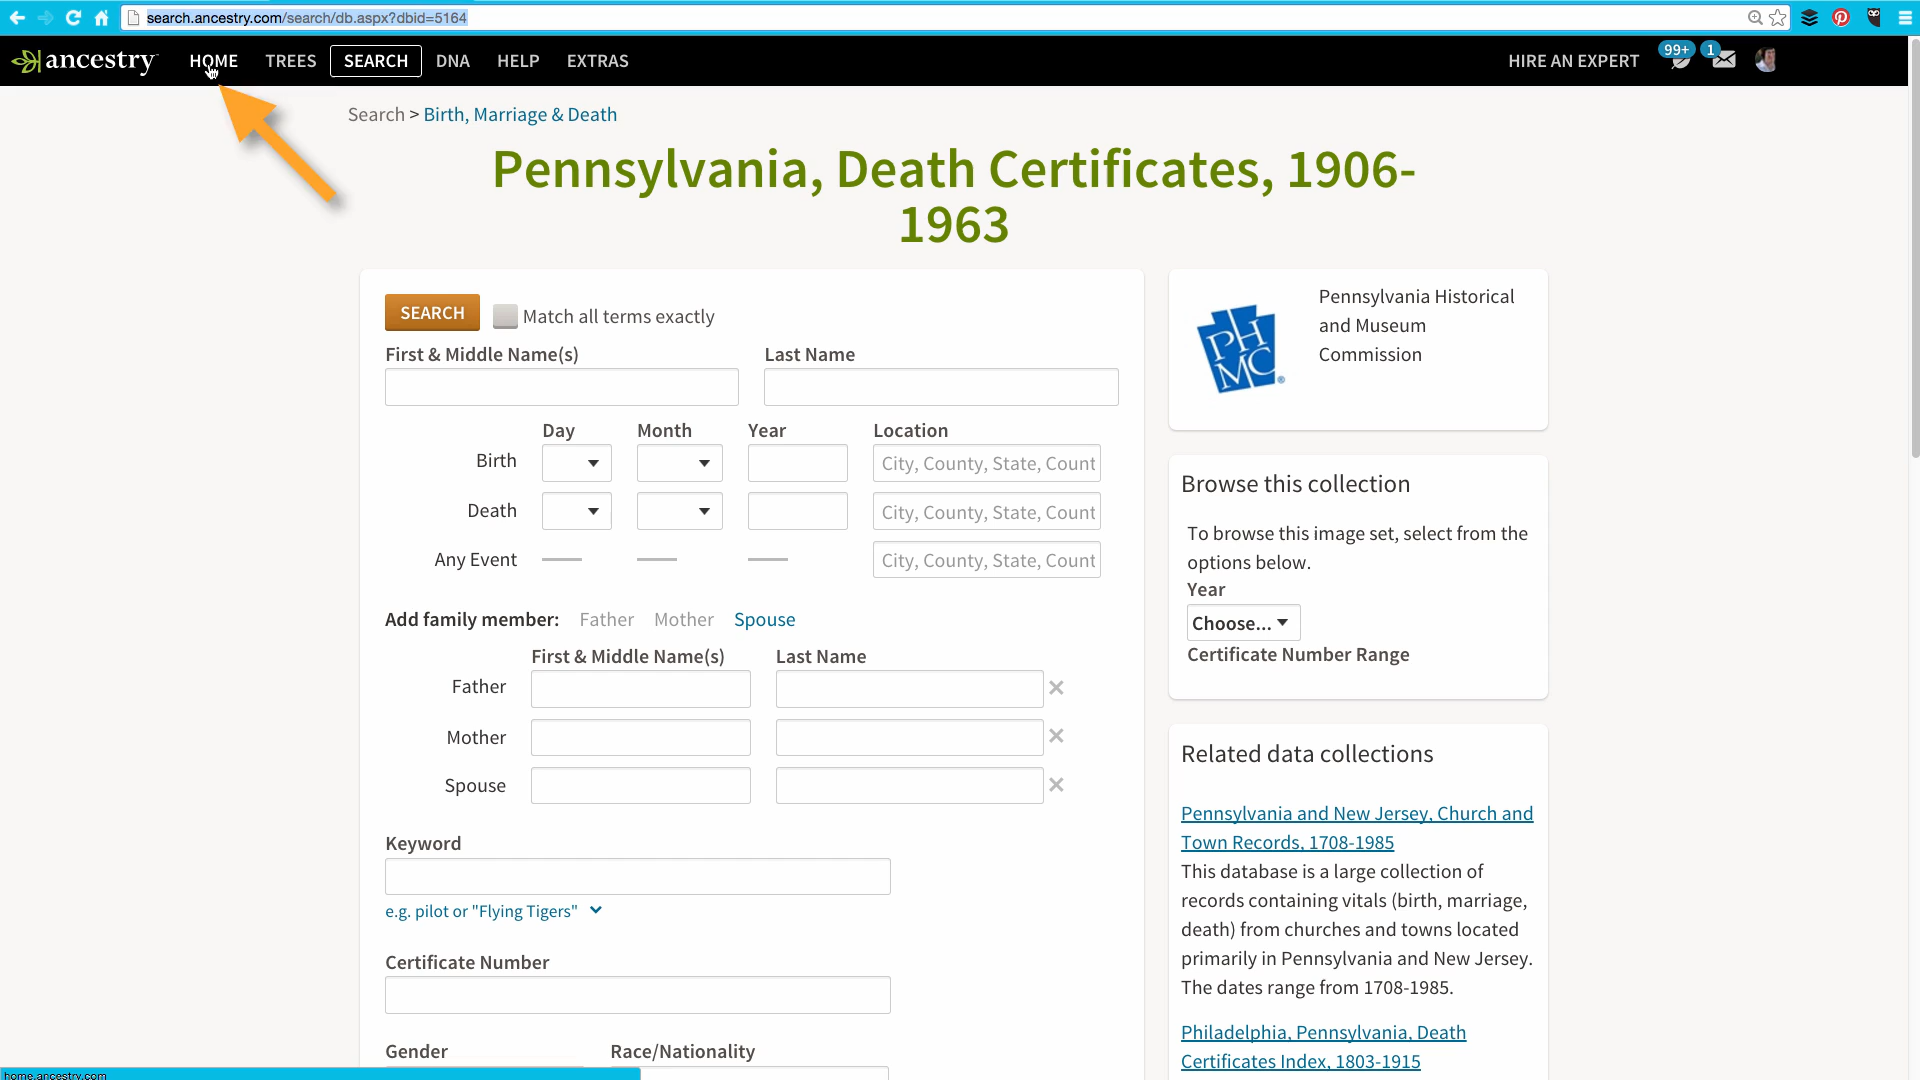 search.ancestry.com/search/db.aspx?dbid=5164
ancestry HOME TREES SEARCH DNA HELP EXTRAS HIRE AN EXPERT 99+ 1
Search > Birth, Marriage & Death
Pennsylvania, Death Certificates, 1906-
1963
SEARCH Match all terms exactly
First & Middle Name(s) Last Name
Day Month Year Location
Birth City, County, State, Count
Death City, County, State, Count
Any Event City, County, State, Count
Add family member: Father Mother Spouse
First & Middle Name(s) Last Name
Father
Mother
Spouse
Keyword
e.g. pilot or "Flying Tigers"
Certificate Number
Gender Race/Nationality
PH
MC
®
Pennsylvania Historical
and Museum
Commission
Browse this collection
To browse this image set, select from the
options below.
Year
Choose...
Certificate Number Range
Related data collections
Pennsylvania and New Jersey, Church and
Town Records, 1708-1985
This database is a large collection of
records containing vitals (birth, marriage,
death) from churches and towns located
primarily in Pennsylvania and New Jersey.
The dates range from 1708-1985.
Philadelphia, Pennsylvania, Death
Certificates Index, 1803-1915
home.ancestry.com